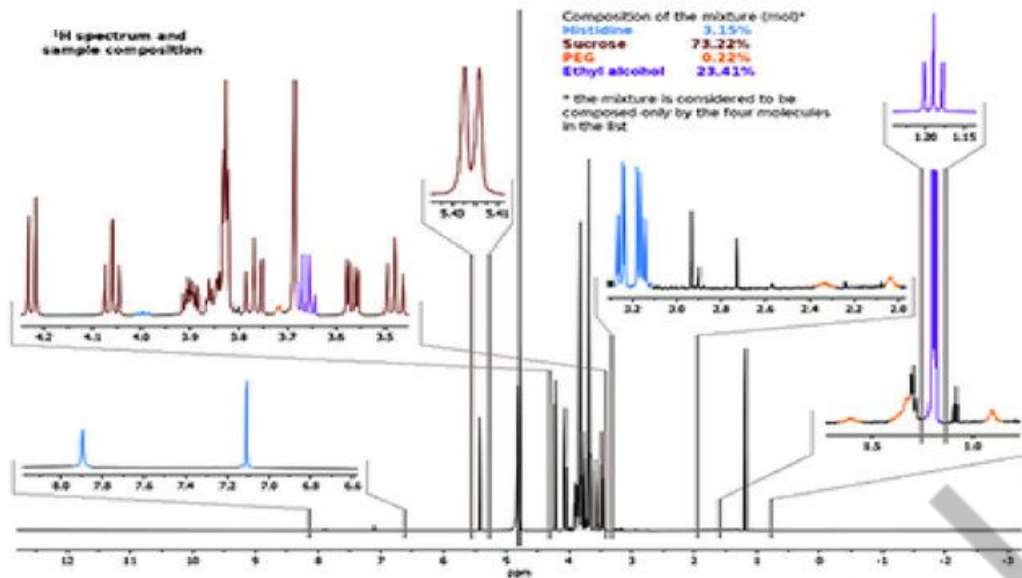 ¹H spectrum and
sample composition
Composition of the mixture (mol)*
Histidine 3.15%
Sucrose 73.22%
PEG 0.22%
Ethyl alcohol 23.41%
* the mixture is considered to be
composed only by the four molecules
in the list
1.20 1.15
5.43 5.41
4.2 4.1 3.9 3.8 3.7 3.6 3.5
3.2 3.0 2.8 2.6 2.4 2.2 2.0
1.5 1.0
8.0 7.8 7.6 7.4 7.2 7.0 6.8 6.6
12 11 10 9 8 7 6 5 4 3 2 1 0 -1 -2 -3
ppm